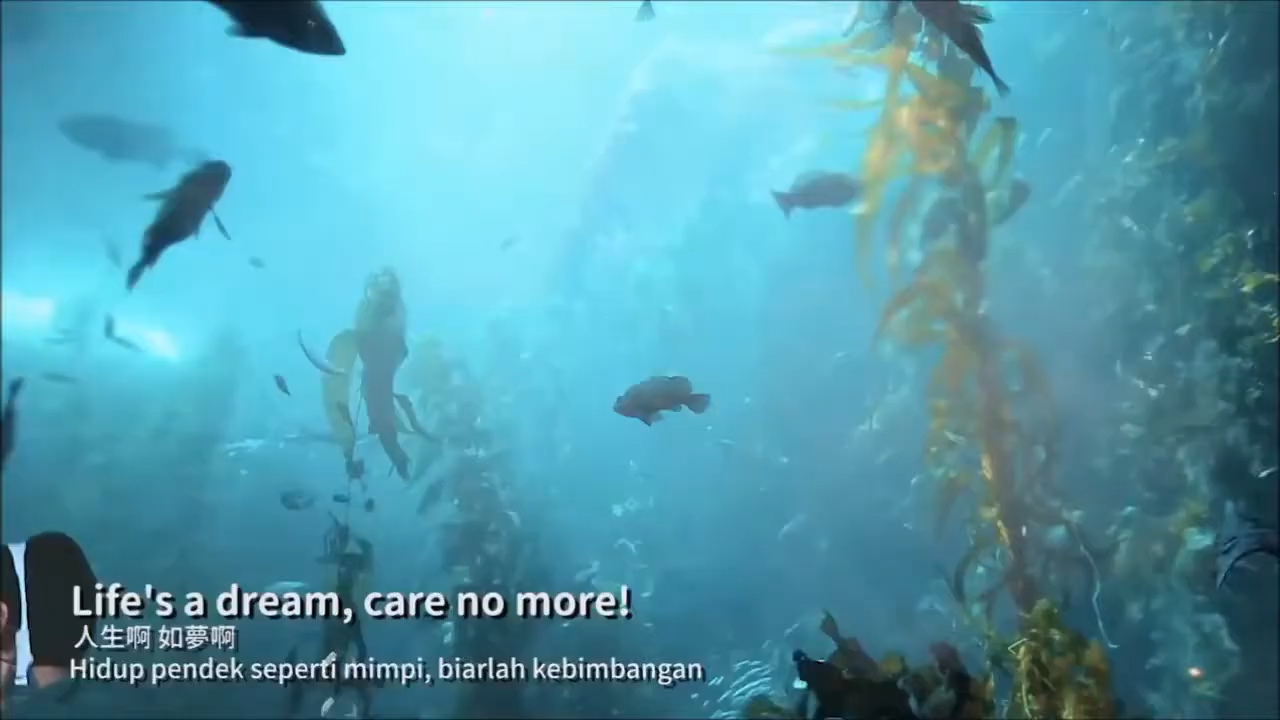 Life's a dream, care no more!
人生啊 如夢啊
Hidup pendek seperti mimpi, biarlah kebimbangan